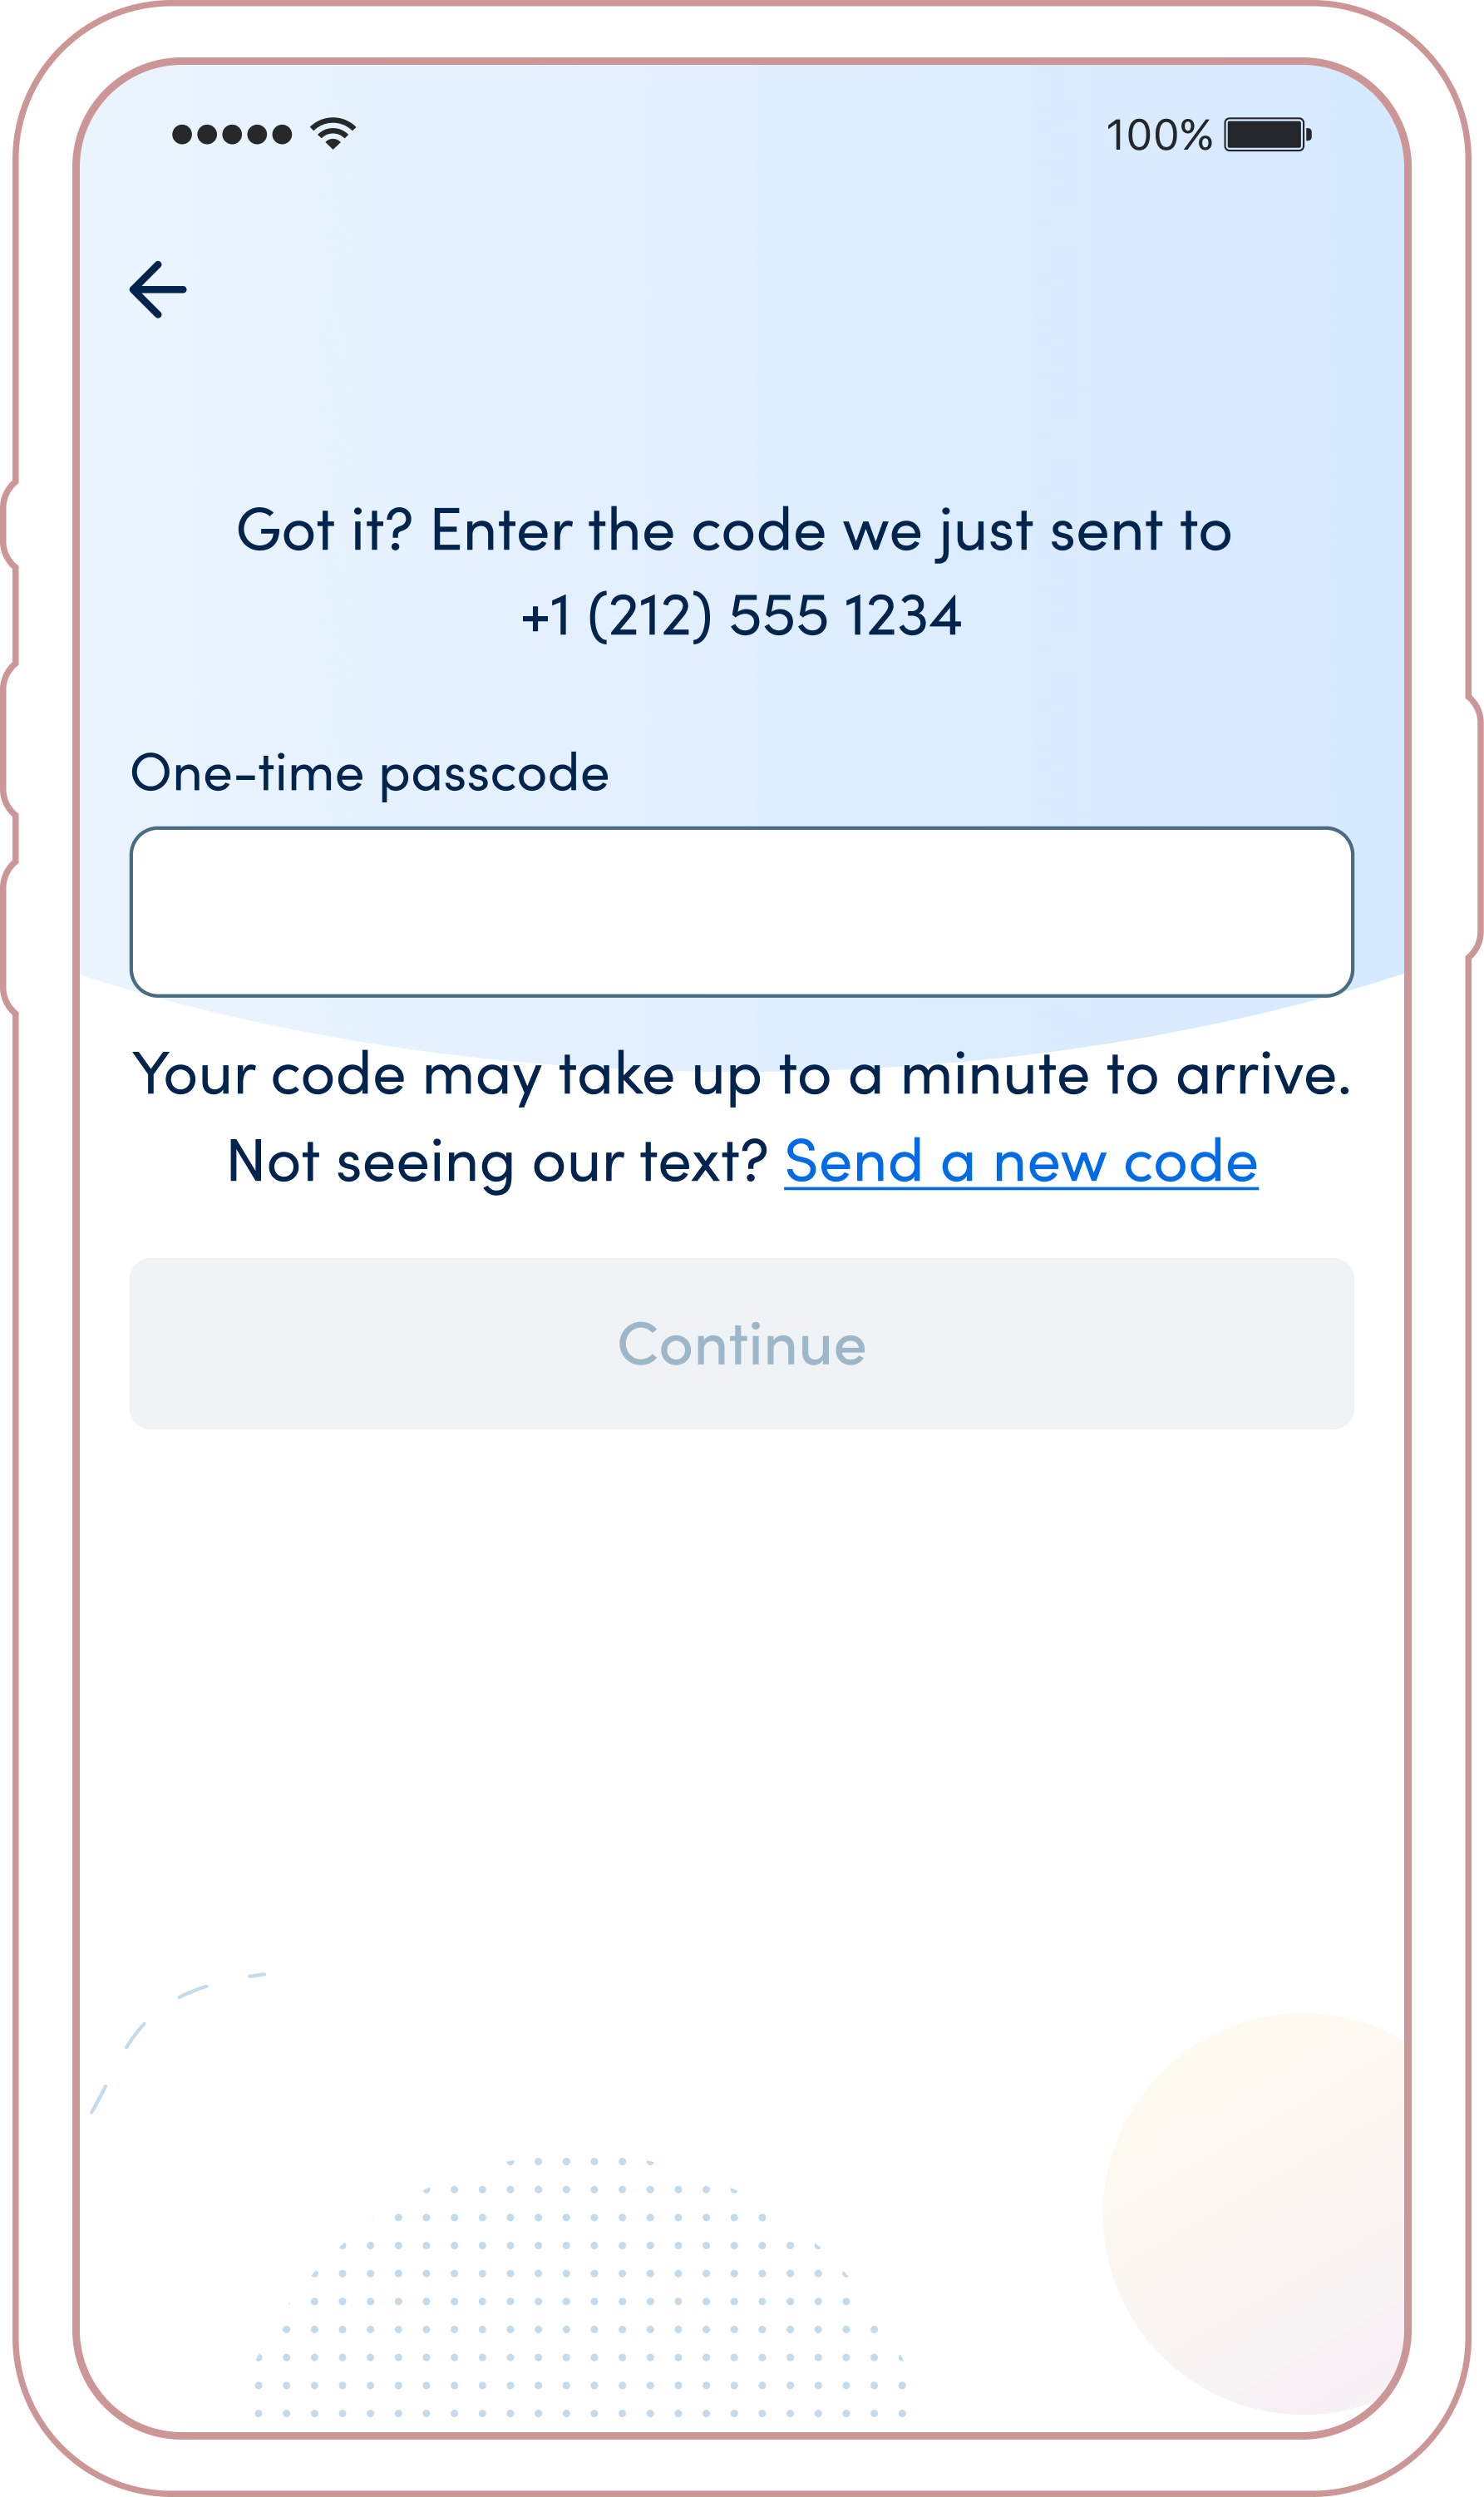 100%
Got it? Enter the code we just sent to
+1 (212) 555 1234
One-time passcode
Your code may take up to a minute to arrive.
Not seeing our text? Send a new code
Continue